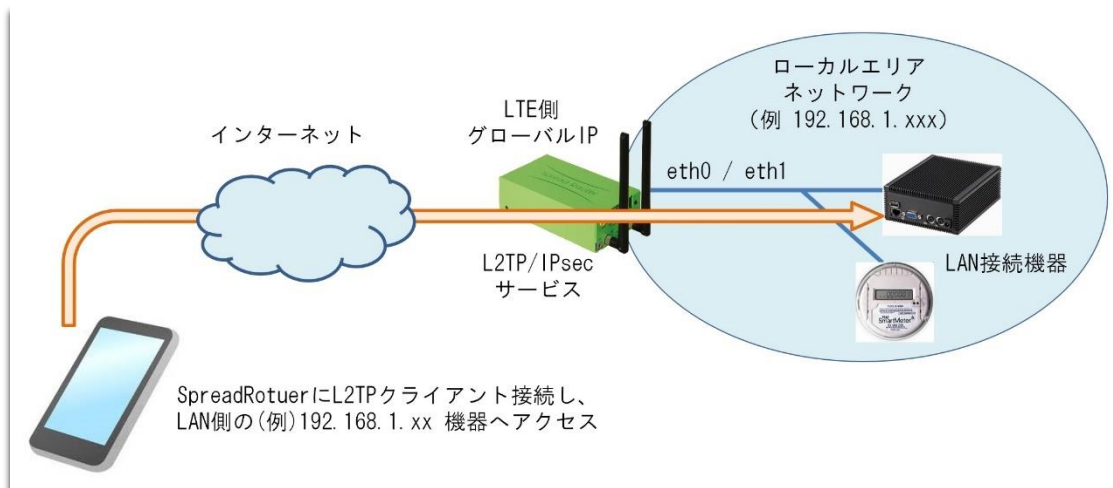 ローカルエリア
ネットワーク
（例 192.168.1.xxx）
LTE側
グローバルIP
インターネット
eth0 / eth1
Spread Router
L2TP/IPsec
サービス
LAN接続機器
SmartMeter
SpreadRotuerにL2TPクライアント接続し、
LAN側の(例)192.168.1.xx 機器へアクセス